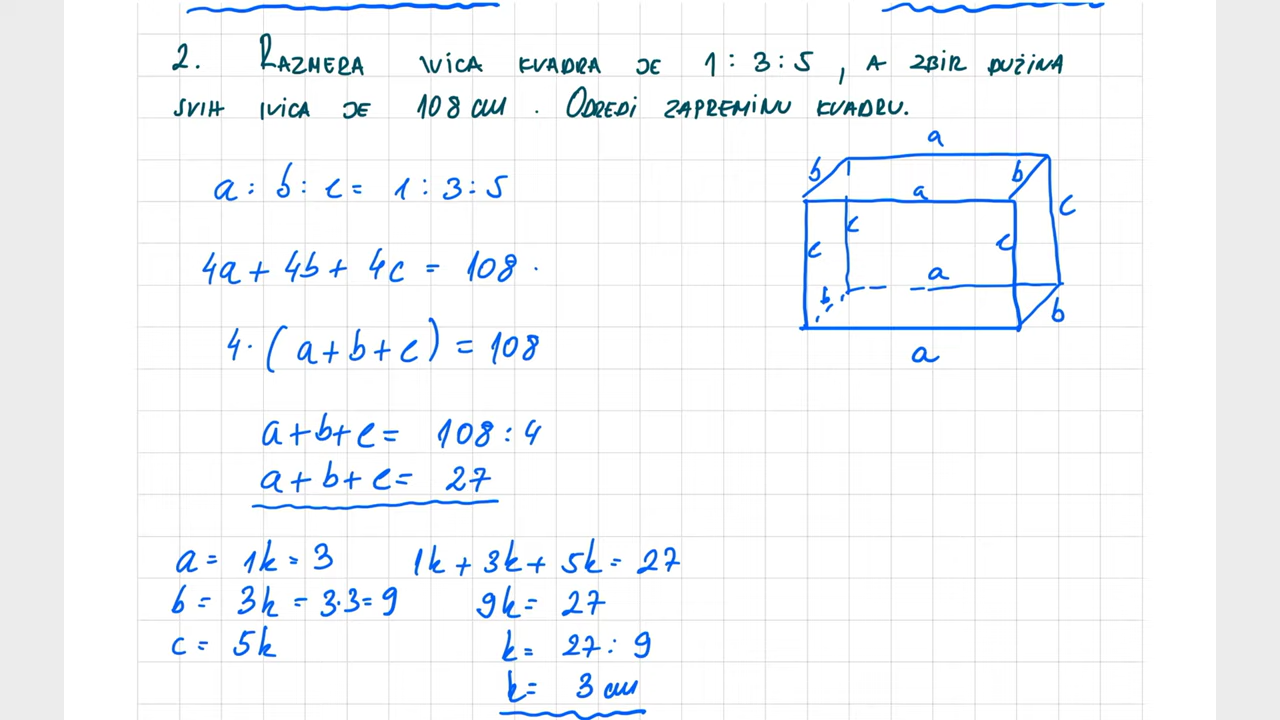 2. RAZMERA IVICA KVADRA JE 1 : 3 : 5 , A ZBIR DUŽINA
SVIH IVICA JE 108 cm . ODREDI ZAPREMINU KVADRU.
a : b : c = 1 : 3 : 5
4a + 4b + 4c = 108 .
4 · ( a + b + c ) = 108
a + b + c = 108 : 4
a + b + c = 27
a = 1k = 3
b = 3k = 3·3 = 9
c = 5k
1k + 3k + 5k = 27
9k = 27
k = 27 : 9
k = 3 cm
a
b
b
a
c
c
c
c
a
b
b
a